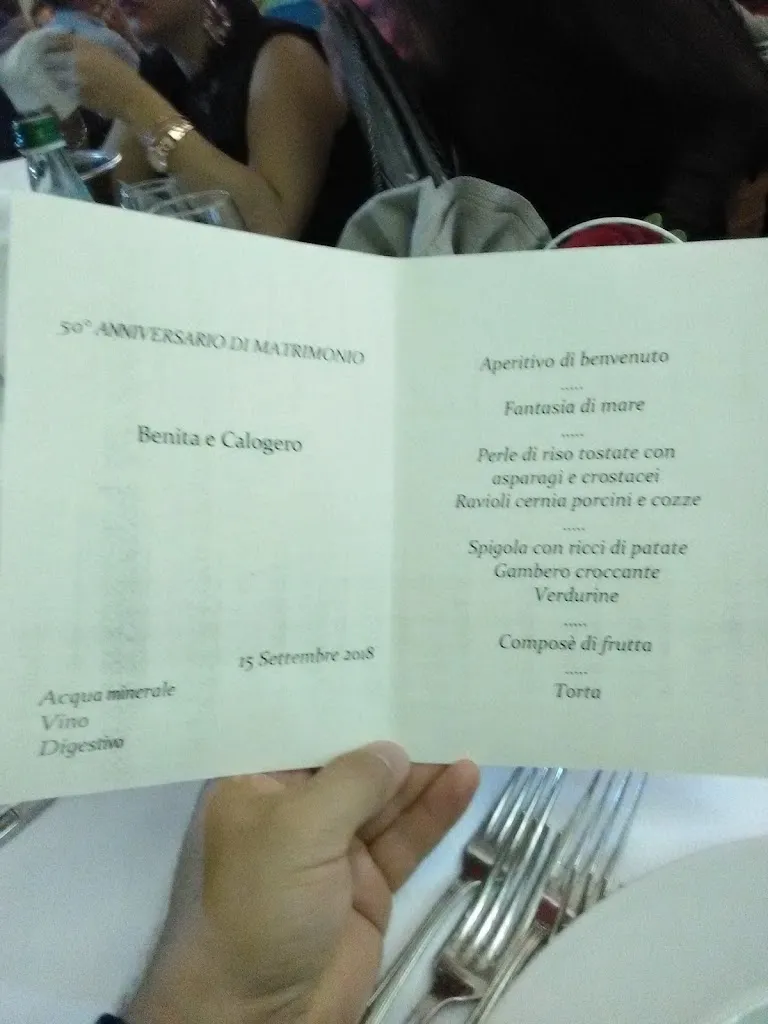 50° ANNIVERSARIO DI MATRIMONIO
Benita e Calogero
15 Settembre 2018
Acqua minerale
Vino
Digestivo
Aperitivo di benvenuto
.....
Fantasia di mare
.....
Perle di riso tostate con
asparagi e crostacei
Ravioli cernia porcini e cozze
.....
Spigola con ricci di patate
Gambero croccante
Verdurine
.....
Composè di frutta
.....
Torta